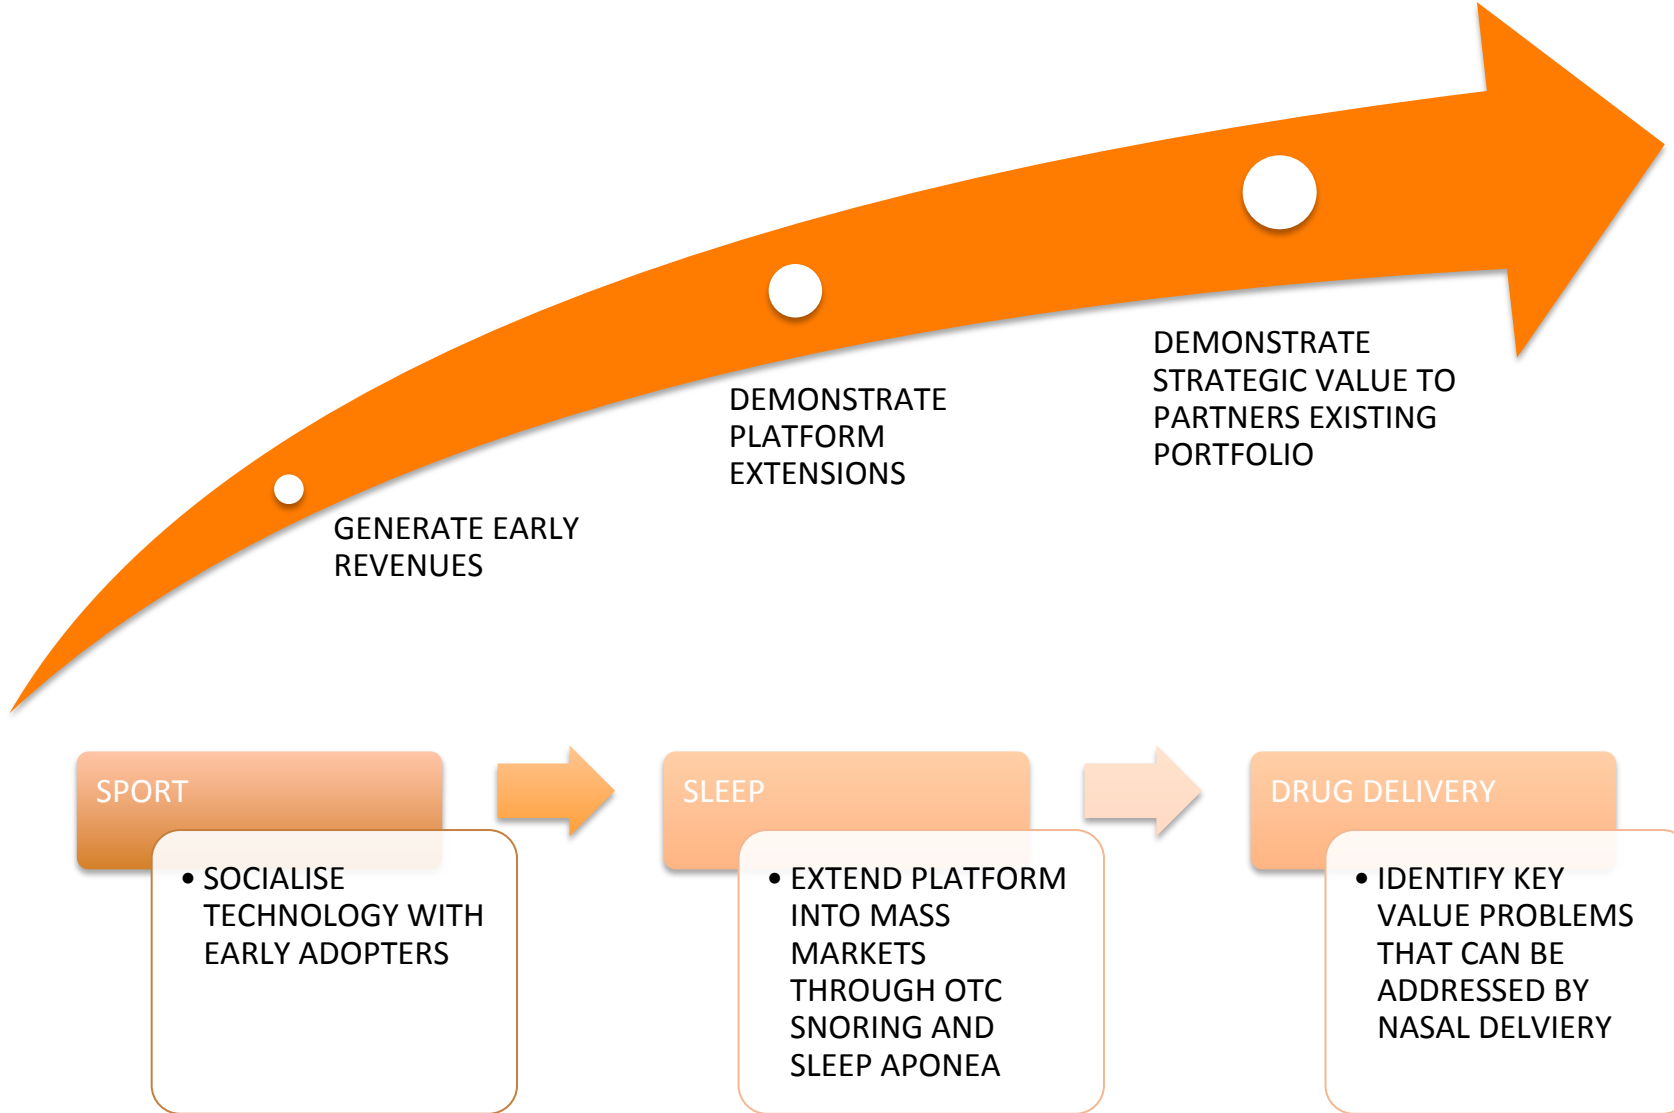 GENERATE EARLY
REVENUES
DEMONSTRATE
PLATFORM
EXTENSIONS
DEMONSTRATE
STRATEGIC VALUE TO
PARTNERS EXISTING
PORTFOLIO
SPORT
• SOCIALISE
TECHNOLOGY WITH
EARLY ADOPTERS
SLEEP
• EXTEND PLATFORM
INTO MASS
MARKETS
THROUGH OTC
SNORING AND
SLEEP APONEA
DRUG DELIVERY
• IDENTIFY KEY
VALUE PROBLEMS
THAT CAN BE
ADDRESSED BY
NASAL DELVIERY